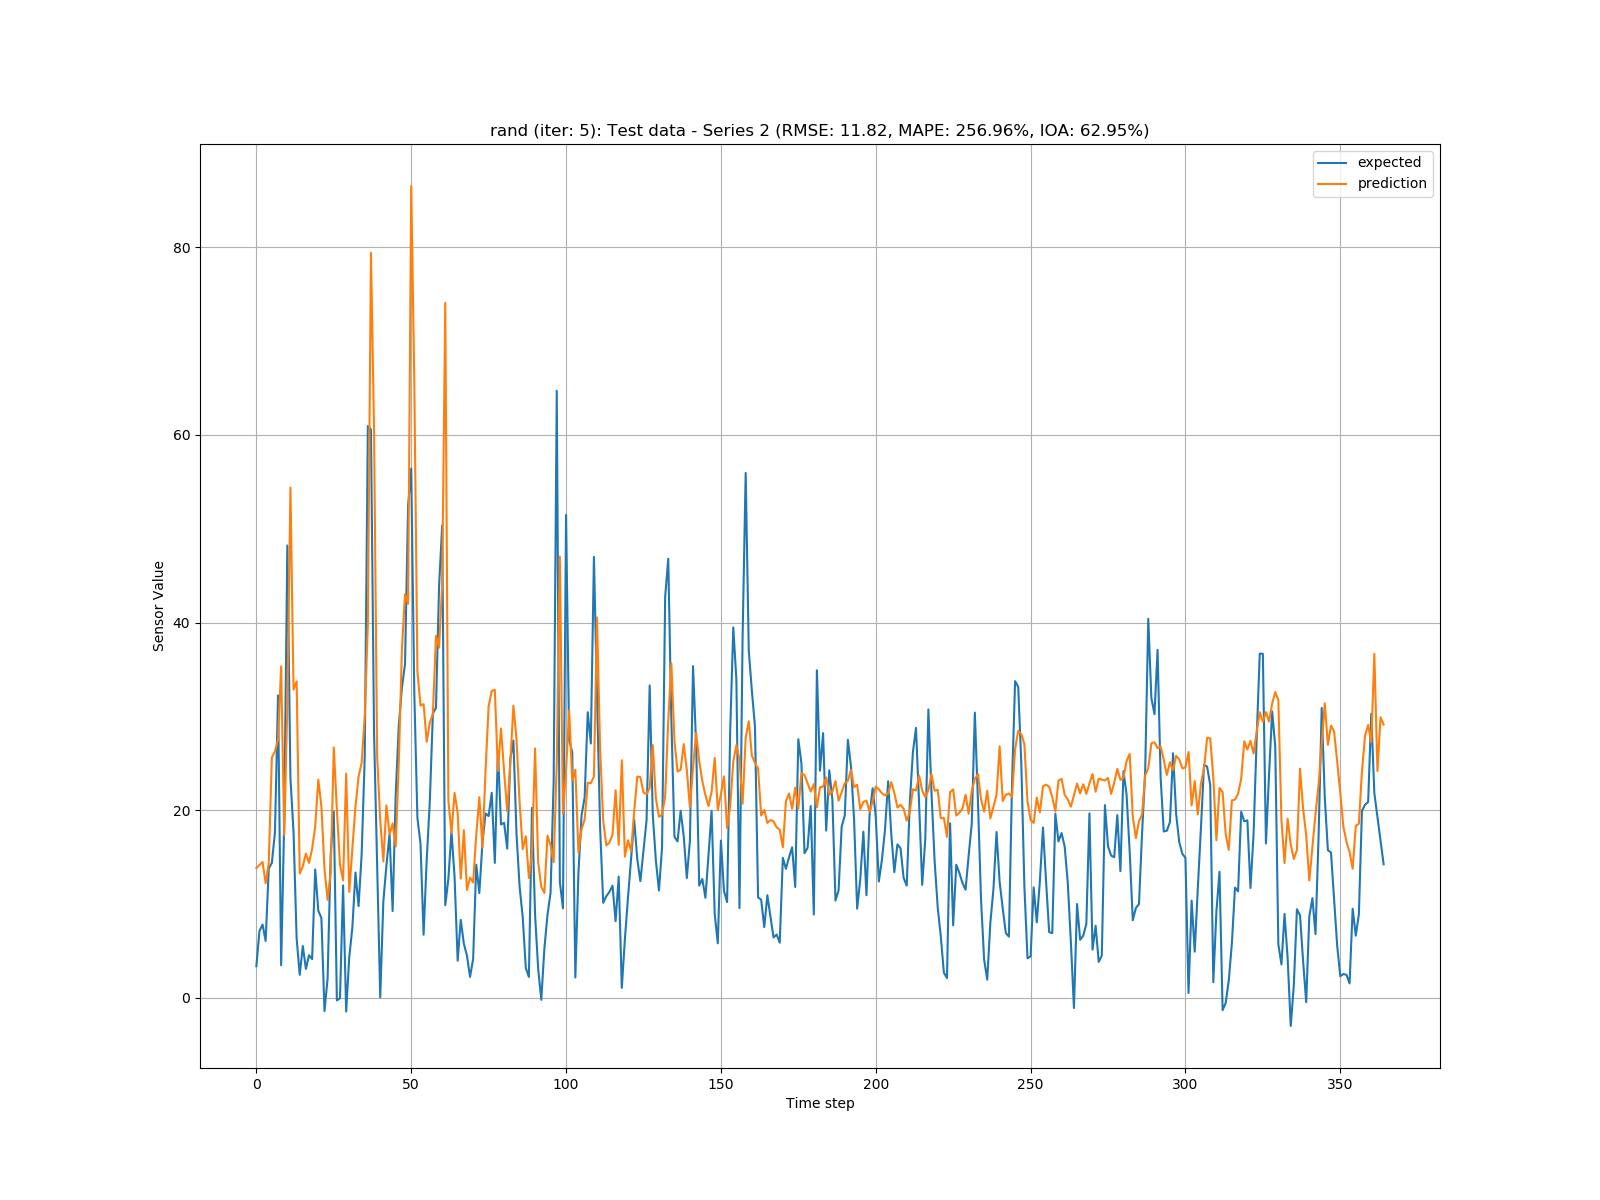 rand (iter: 5): Test data - Series 2 (RMSE: 11.82, MAPE: 256.96%, IOA: 62.95%)
expected
prediction
80
60
40
20
0
Sensor Value
0 50 100 150 200 250 300 350
Time step